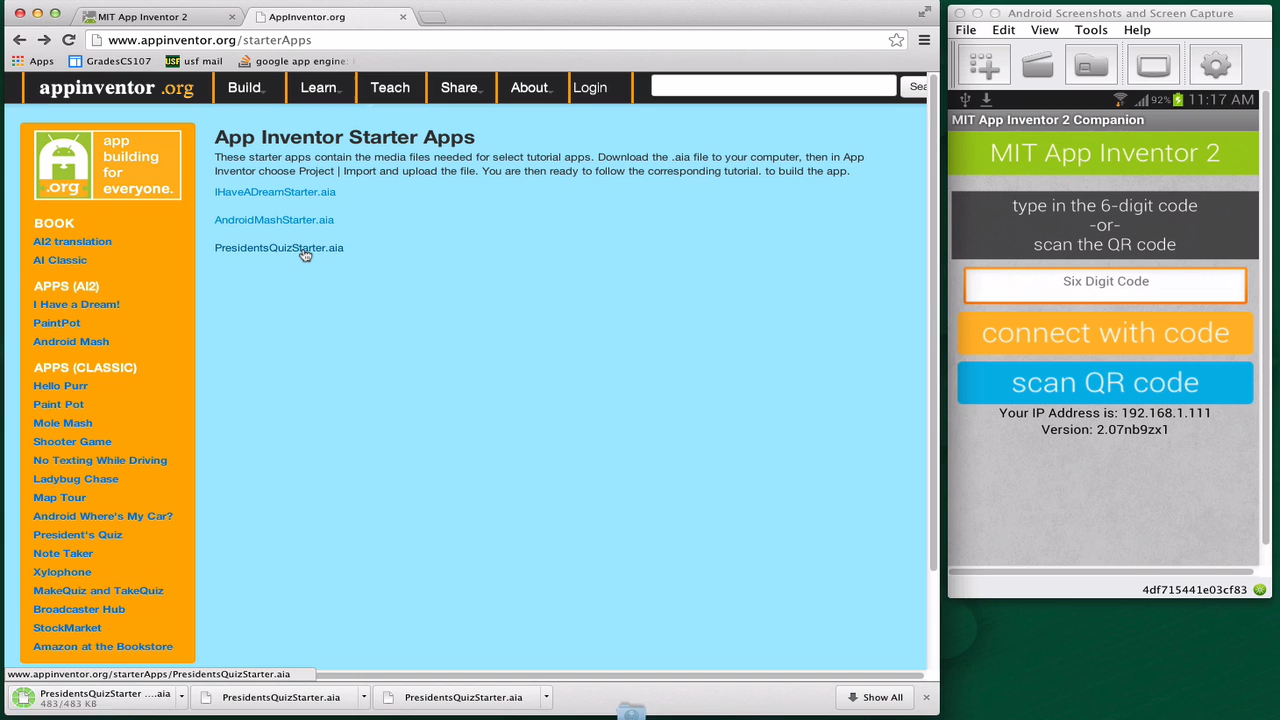 MIT App Inventor 2
AppInventor.org
www.appinventor.org/starterApps
Apps
GradesCS107
usf mail
google app engine:
appinventor.org
Build
Learn
Teach
Share
About
Login
Sea
app
building
for
everyone.
.org
BOOK
AI2 translation
AI Classic
APPS (AI2)
I Have a Dream!
PaintPot
Android Mash
APPS (CLASSIC)
Hello Purr
Paint Pot
Mole Mash
Shooter Game
No Texting While Driving
Ladybug Chase
Map Tour
Android Where's My Car?
President's Quiz
Note Taker
Xylophone
MakeQuiz and TakeQuiz
Broadcaster Hub
StockMarket
Amazon at the Bookstore
App Inventor Starter Apps
These starter apps contain the media files needed for select tutorial apps. Download the .aia file to your computer, then in App
Inventor choose Project | Import and upload the file. You are then ready to follow the corresponding tutorial. to build the app.
IHaveADreamStarter.aia
AndroidMashStarter.aia
PresidentsQuizStarter.aia
www.appinventor.org/starterApps/PresidentsQuizStarter.aia
PresidentsQuizStarter ....aia
483/483 KB
PresidentsQuizStarter.aia
PresidentsQuizStarter.aia
Show All
Android Screenshots and Screen Capture
File Edit View Tools Help
92% 11:17 AM
MIT App Inventor 2 Companion
MIT App Inventor 2
type in the 6-digit code
-or-
scan the QR code
Six Digit Code
connect with code
scan QR code
Your IP Address is: 192.168.1.111
Version: 2.07nb9zx1
4df715441e03cf83